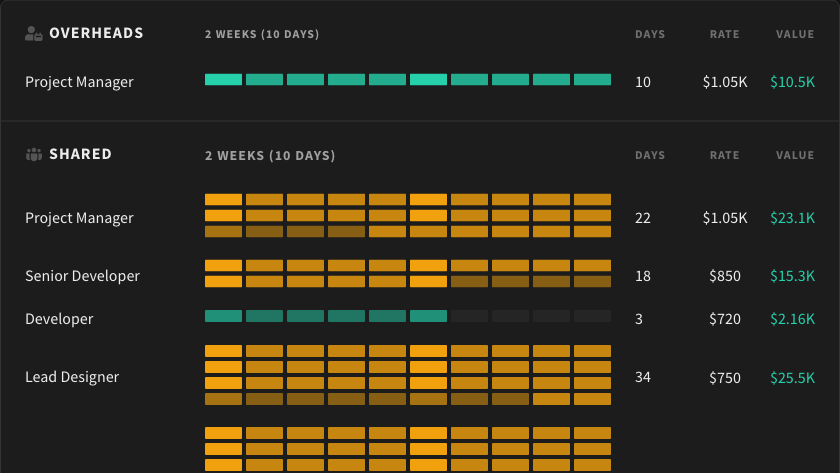 OVERHEADS 2 WEEKS (10 DAYS) DAYS RATE VALUE
Project Manager 10 $1.05K $10.5K
SHARED 2 WEEKS (10 DAYS) DAYS RATE VALUE
Project Manager 22 $1.05K $23.1K
Senior Developer 18 $850 $15.3K
Developer 3 $720 $2.16K
Lead Designer 34 $750 $25.5K